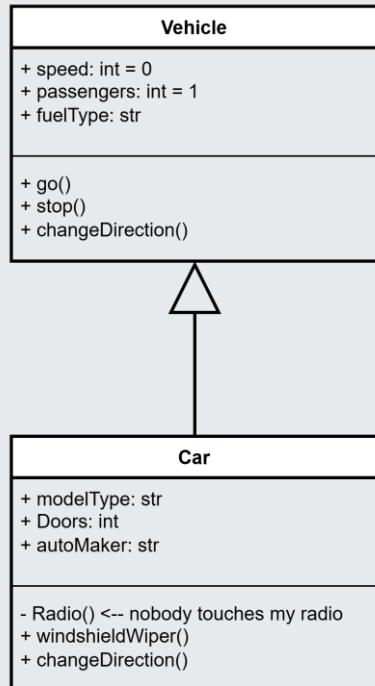 Vehicle
+ speed: int = 0
+ passengers: int = 1
+ fuelType: str
+ go()
+ stop()
+ changeDirection()
Car
+ modelType: str
+ Doors: int
+ autoMaker: str
- Radio() <-- nobody touches my radio
+ windshieldWiper()
+ changeDirection()